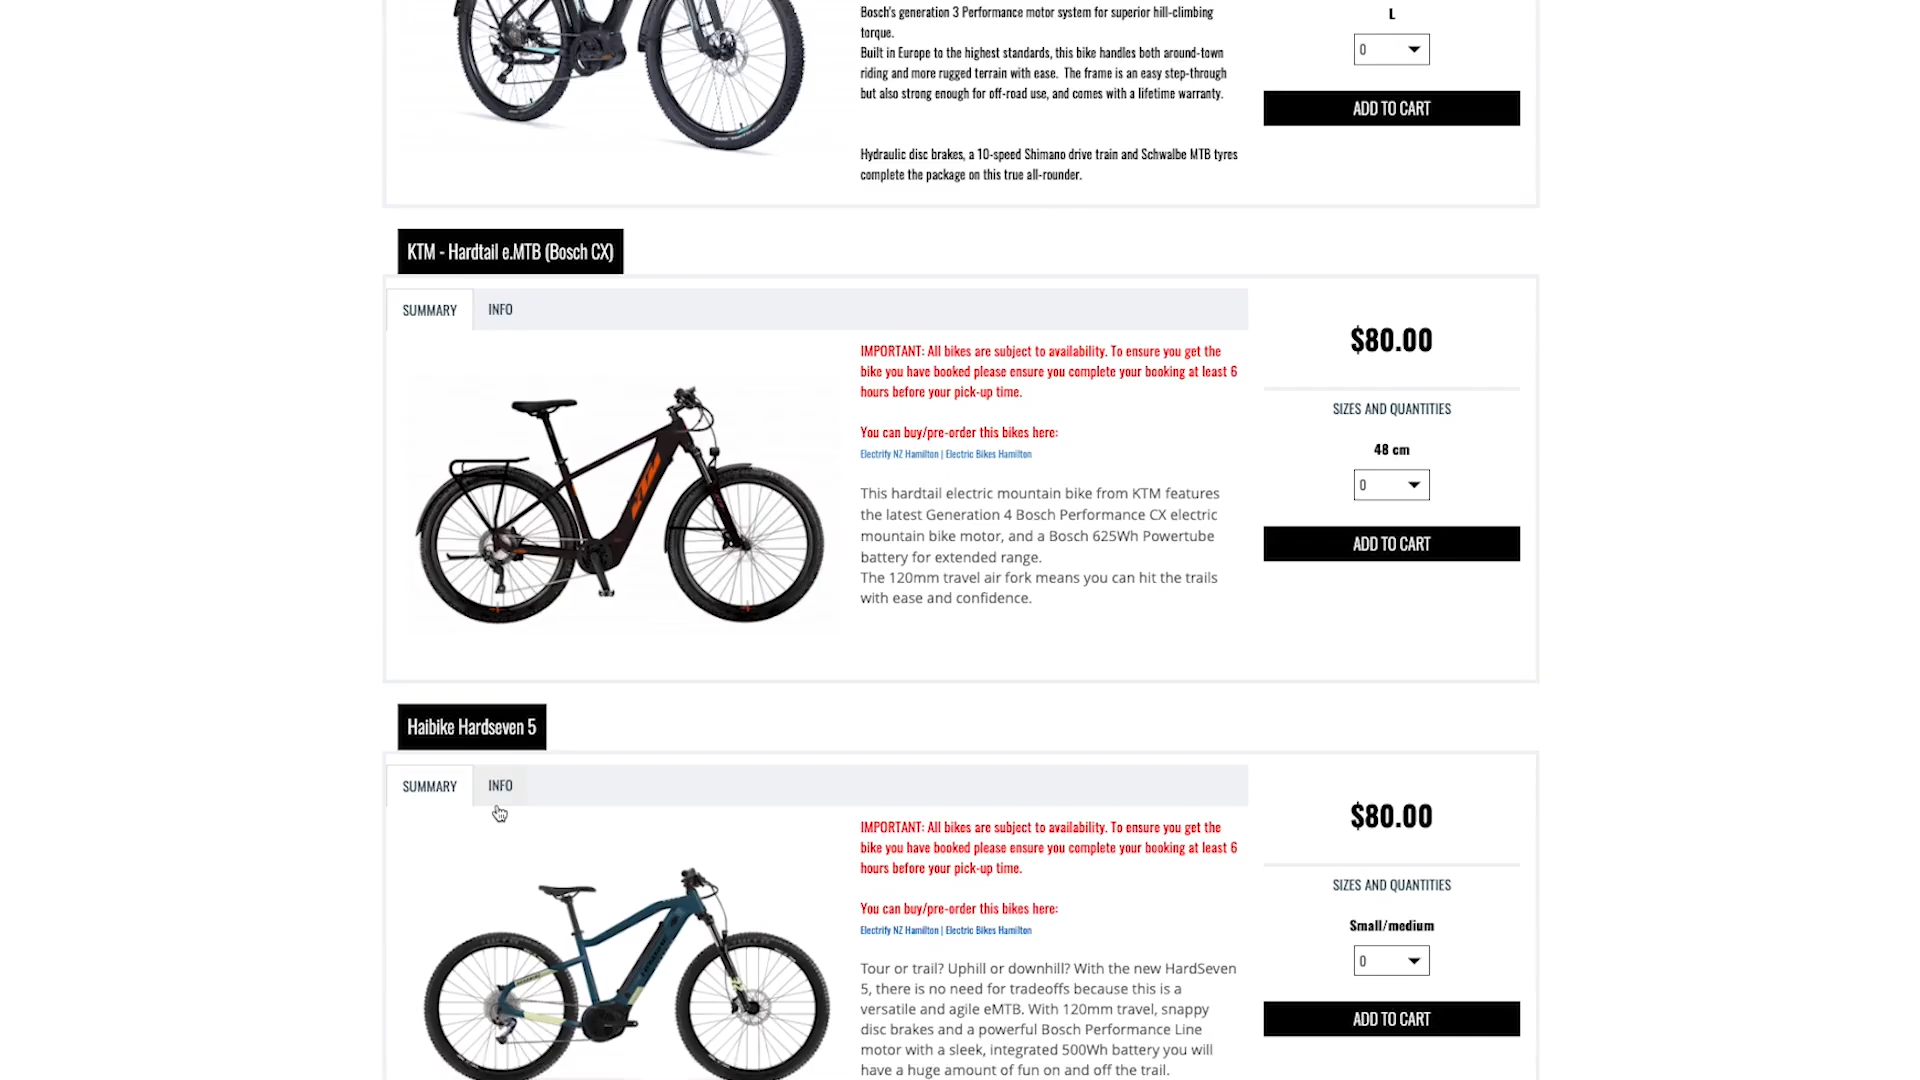 Bosch's generation 3 Performance motor system for superior hill-climbing
torque.
Built in Europe to the highest standards, this bike handles both around-town
riding and more rugged terrain with ease. The frame is an easy step-through
but also strong enough for off-road use, and comes with a lifetime warranty.
Hydraulic disc brakes, a 10-speed Shimano drive train and Schwalbe MTB tyres
complete the package on this true all-rounder.
L
0
ADD TO CART
KTM - Hardtail e.MTB (Bosch CX)
SUMMARY INFO
IMPORTANT: All bikes are subject to availability. To ensure you get the
bike you have booked please ensure you complete your booking at least 6
hours before your pick-up time.
You can buy/pre-order this bikes here:
Electrify NZ Hamilton | Electric Bikes Hamilton
This hardtail electric mountain bike from KTM features
the latest Generation 4 Bosch Performance CX electric
mountain bike motor, and a Bosch 625Wh Powertube
battery for extended range.
The 120mm travel air fork means you can hit the trails
with ease and confidence.
KTM
$80.00
SIZES AND QUANTITIES
48 cm
0
ADD TO CART
Haibike Hardseven 5
SUMMARY INFO
IMPORTANT: All bikes are subject to availability. To ensure you get the
bike you have booked please ensure you complete your booking at least 6
hours before your pick-up time.
You can buy/pre-order this bikes here:
Electrify NZ Hamilton | Electric Bikes Hamilton
Tour or trail? Uphill or downhill? With the new HardSeven
5, there is no need for tradeoffs because this is a
versatile and agile eMTB. With 120mm travel, snappy
disc brakes and a powerful Bosch Performance Line
motor with a sleek, integrated 500Wh battery you will
have a huge amount of fun on and off the trail.
$80.00
SIZES AND QUANTITIES
Small/medium
0
ADD TO CART